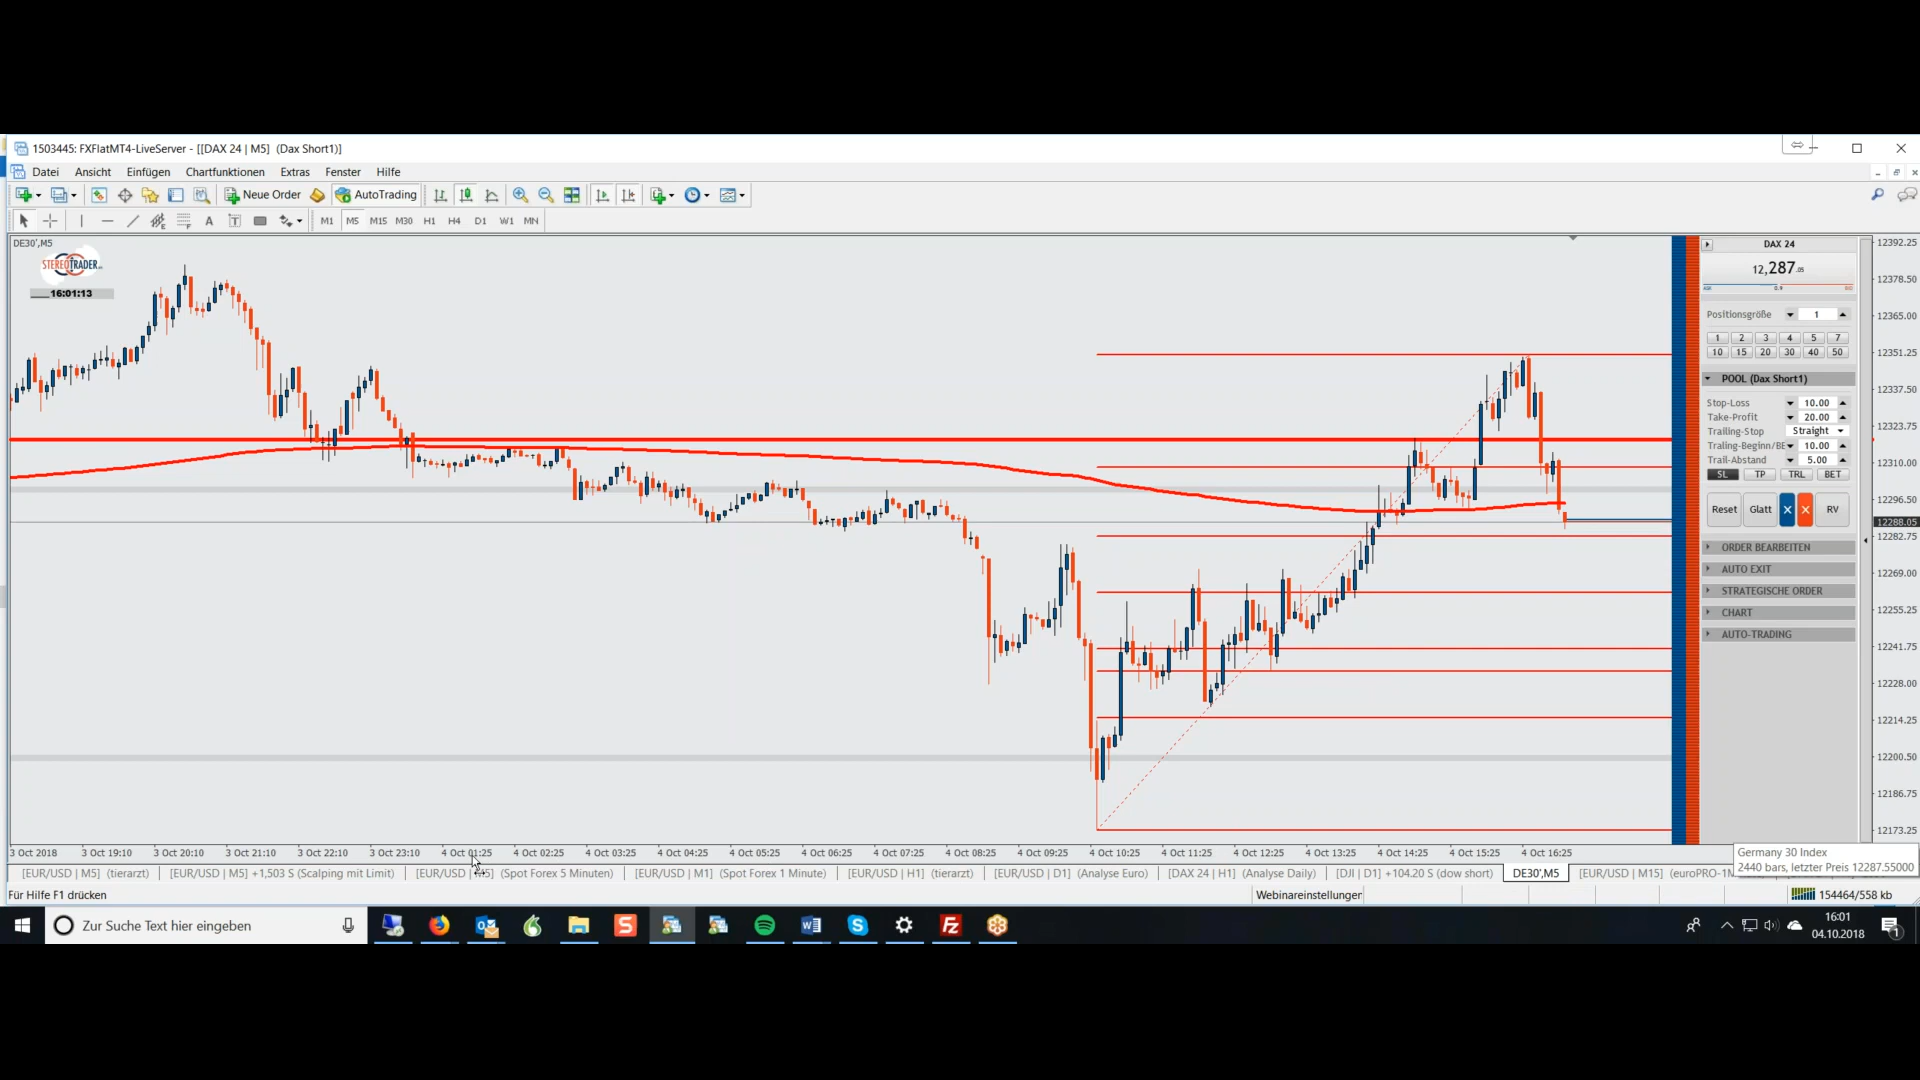 1503445: FXFlatMT4-LiveServer - [[DAX 24 | M5] (Dax Short1)]
Datei Ansicht Einfügen Chartfunktionen Extras Fenster Hilfe
Neue Order AutoTrading
A T M1 M5 M15 M30 H1 H4 D1 W1 MN
DE30',M5
STEREOTRADER
16:01:13
DAX 24
12,287.05
Positionsgröße 1
1 2 3 4 5 7
10 15 20 30 40 50
POOL (Dax Short1)
Stop-Loss 10.00
Take-Profit 20.00
Trailing-Stop Straight
Traling-Beginn/BE 10.00
Trail-Abstand 5.00
SL TP TRL BET
Reset Glatt X X RV
ORDER BEARBEITEN
AUTO EXIT
STRATEGISCHE ORDER
CHART
AUTO-TRADING
12392.25
12378.50
12365.00
12351.25
12337.50
12323.75
12310.00
12296.50
12288.05
12282.75
12269.00
12255.25
12241.75
12228.00
12214.25
12200.50
12186.75
12173.25
3 Oct 2018 3 Oct 19:10 3 Oct 20:10 3 Oct 21:10 3 Oct 22:10 3 Oct 23:10 4 Oct 01:25 4 Oct 02:25 4 Oct 03:25 4 Oct 04:25 4 Oct 05:25 4 Oct 06:25 4 Oct 07:25 4 Oct 08:25 4 Oct 09:25 4 Oct 10:25 4 Oct 11:25 4 Oct 12:25 4 Oct 13:25 4 Oct 14:25 4 Oct 15:25 4 Oct 16:25
Germany 30 Index
2440 bars, letzter Preis 12287.55000
[EUR/USD | M5] (tierarzt) [EUR/USD | M5] +1,503 S (Scalping mit Limit) [EUR/USD | M5] (Spot Forex 5 Minuten) [EUR/USD | M1] (Spot Forex 1 Minute) [EUR/USD | H1] (tierarzt) [EUR/USD | D1] (Analyse Euro) [DAX 24 | H1] (Analyse Daily) [DJI | D1] +104.20 S (dow short) DE30',M5 [EUR/USD | M15] (euroPRO-1M
Für Hilfe F1 drücken Webinareinstellungen 154464/558 kb
Zur Suche Text hier eingeben
16:01
04.10.2018
1